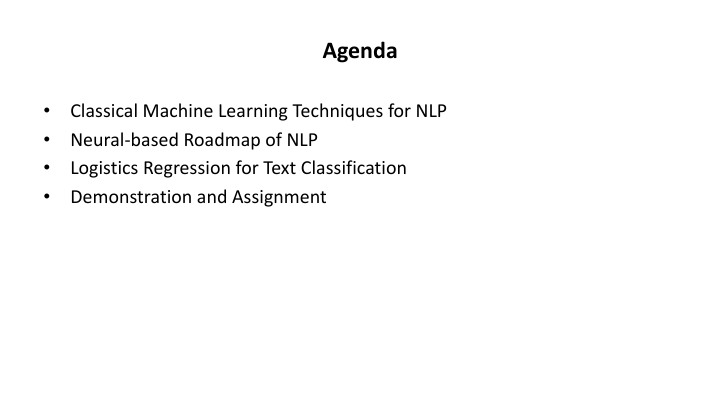 Agenda
• Classical Machine Learning Techniques for NLP
• Neural-based Roadmap of NLP
• Logistics Regression for Text Classification
• Demonstration and Assignment